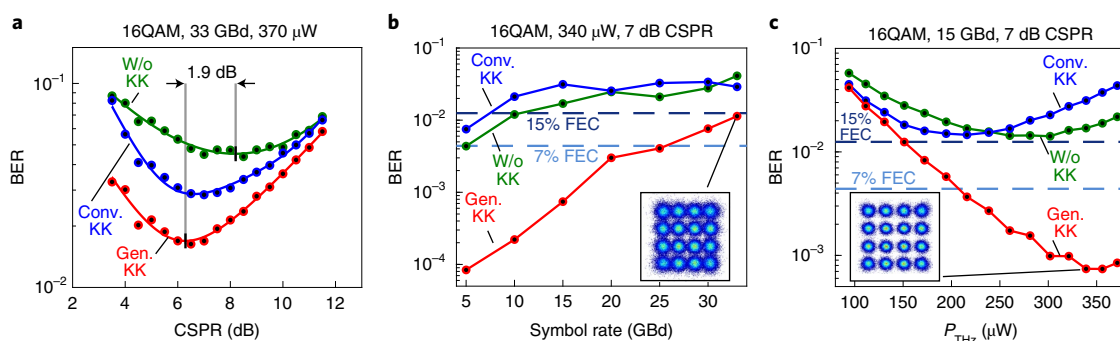 a
16QAM, 33 GBd, 370 µW
BER
10⁻¹
10⁻²
W/o
KK
1.9 dB
Conv.
KK
Gen.
KK
2
4
6
8
10
12
CSPR (dB)
b
16QAM, 340 µW, 7 dB CSPR
BER
10⁻¹
10⁻²
10⁻³
10⁻⁴
Conv.
KK
15% FEC
W/o
KK
7% FEC
Gen.
KK
5
10
15
20
25
30
Symbol rate (GBd)
c
16QAM, 15 GBd, 7 dB CSPR
BER
10⁻¹
10⁻²
10⁻³
Conv.
KK
15%
FEC
W/o
KK
7% FEC
Gen.
KK
100
150
200
250
300
350
P_THz (µW)